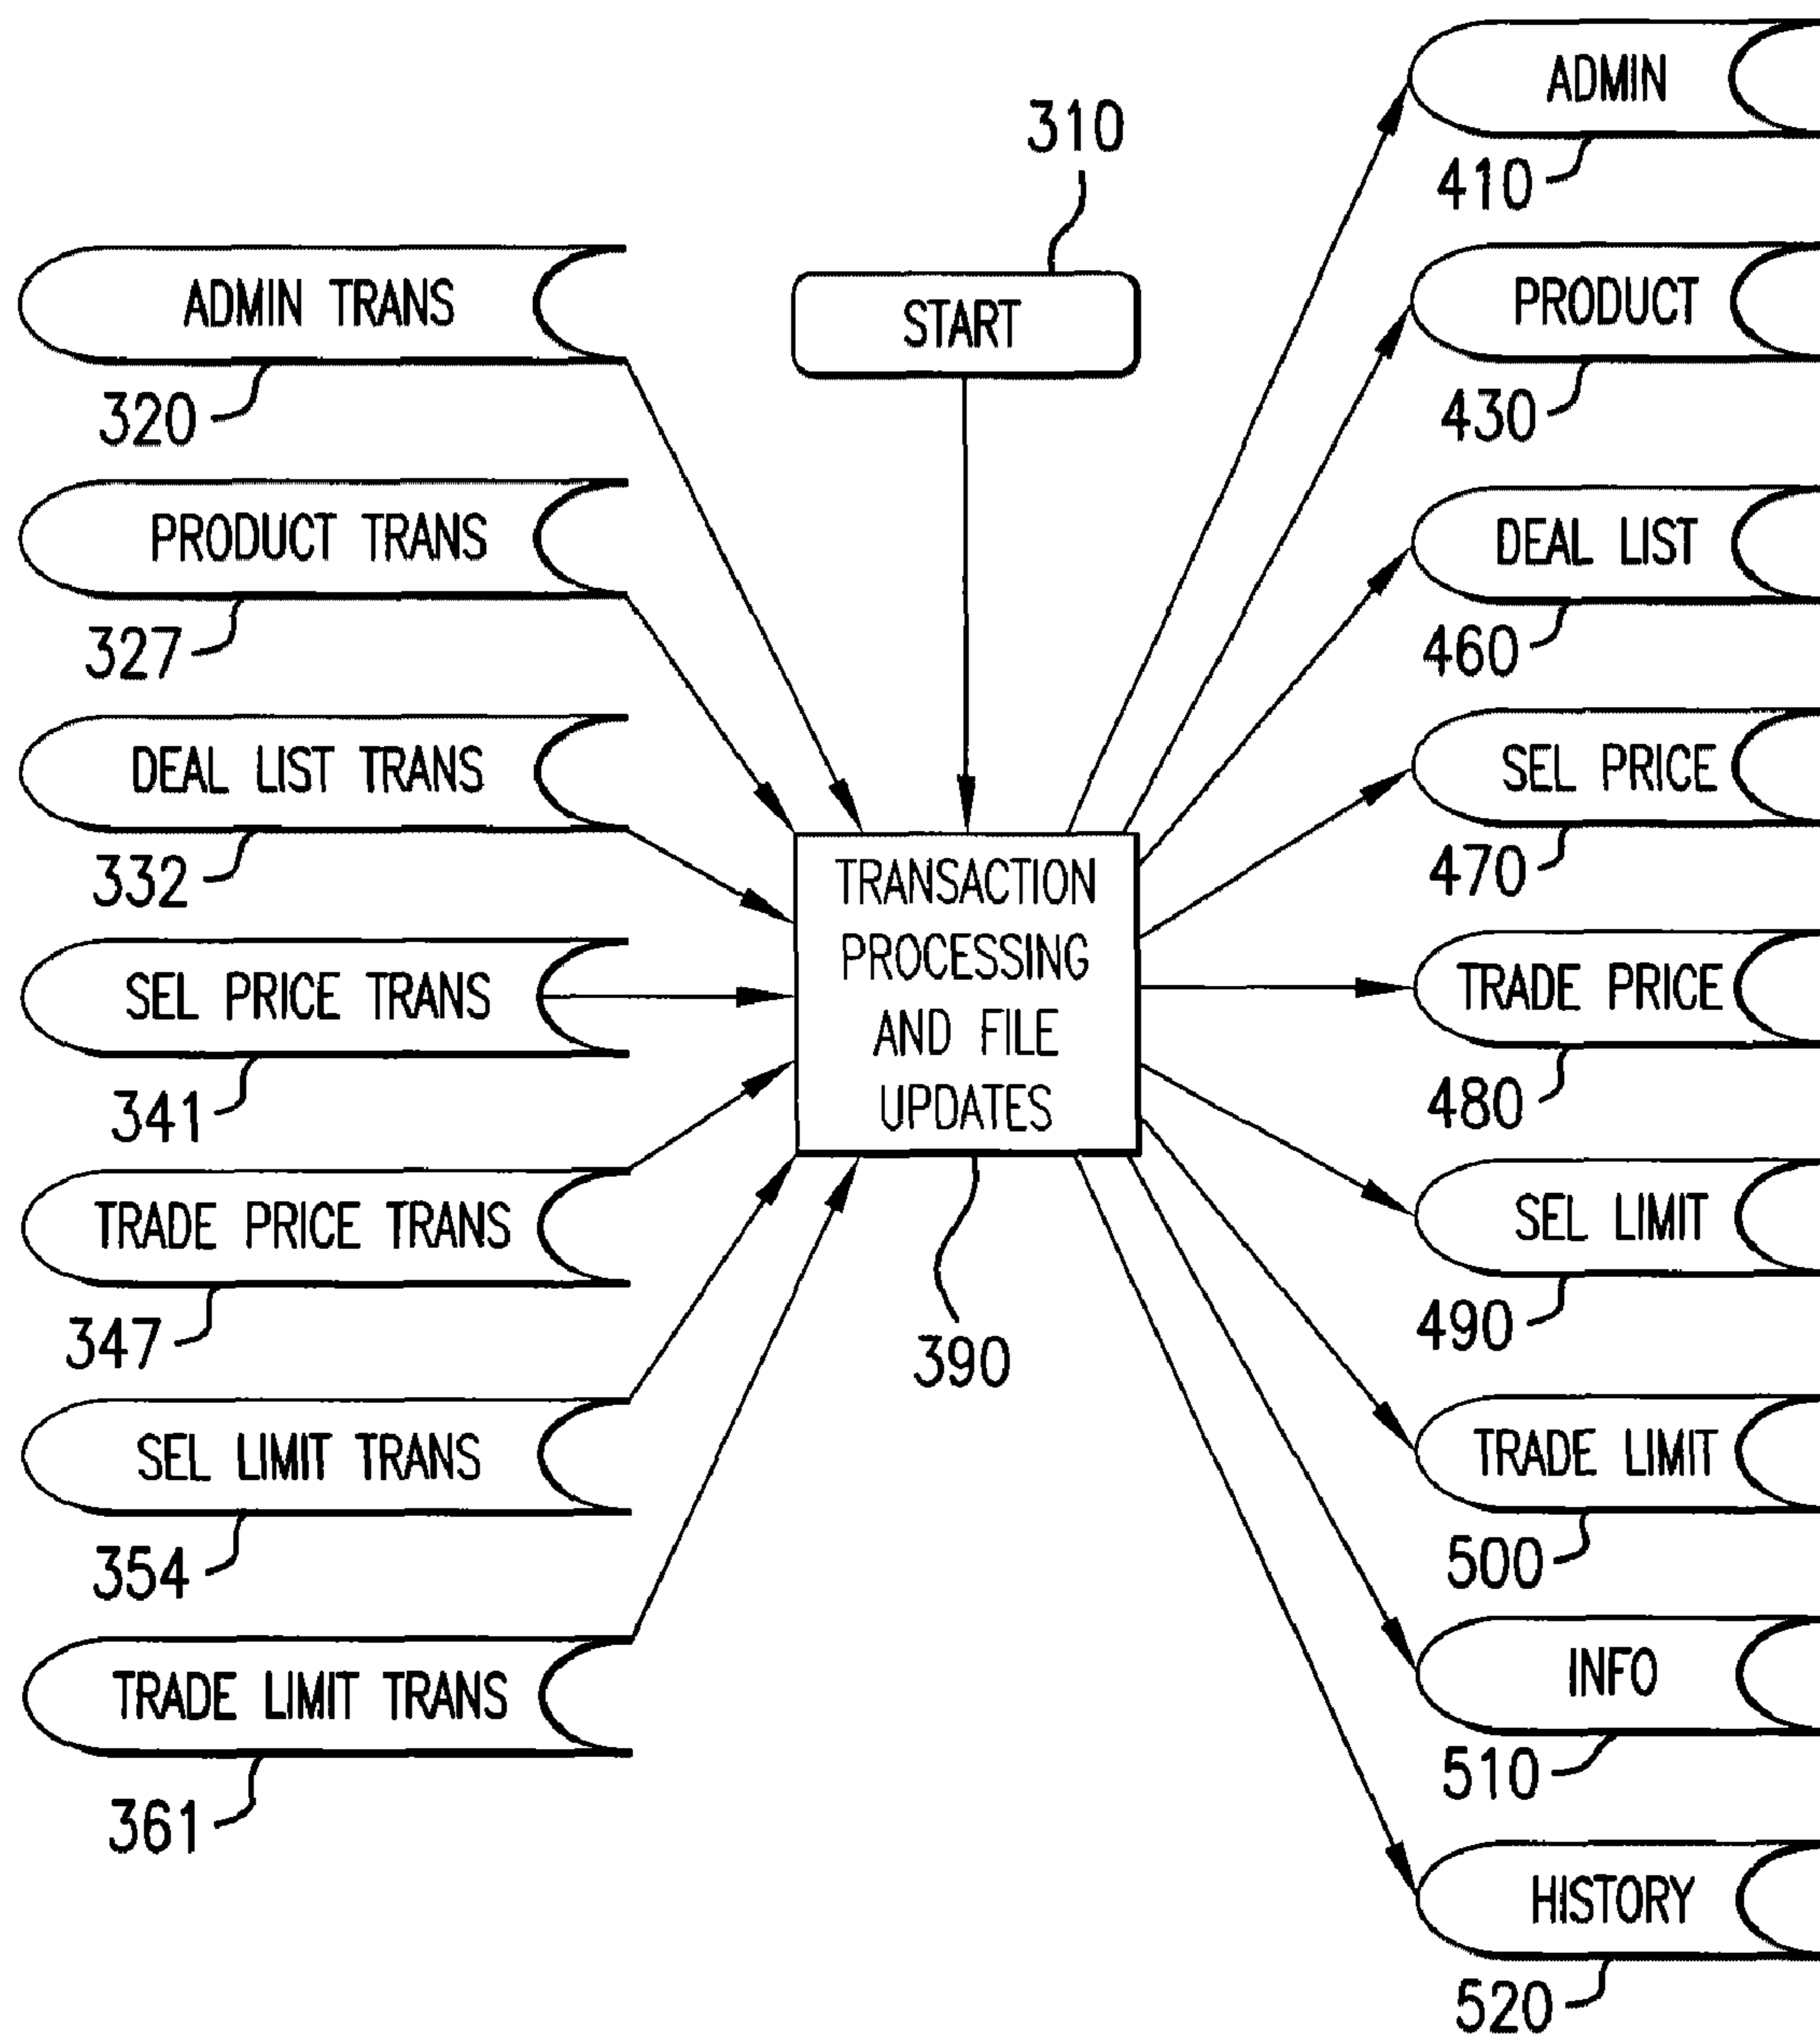 310
START
ADMIN TRANS
320
PRODUCT TRANS
327
DEAL LIST TRANS
332
SEL PRICE TRANS
341
TRADE PRICE TRANS
347
SEL LIMIT TRANS
354
TRADE LIMIT TRANS
361
TRANSACTION
PROCESSING
AND FILE
UPDATES
390
ADMIN
410
PRODUCT
430
DEAL LIST
460
SEL PRICE
470
TRADE PRICE
480
SEL LIMIT
490
TRADE LIMIT
500
INFO
510
HISTORY
520